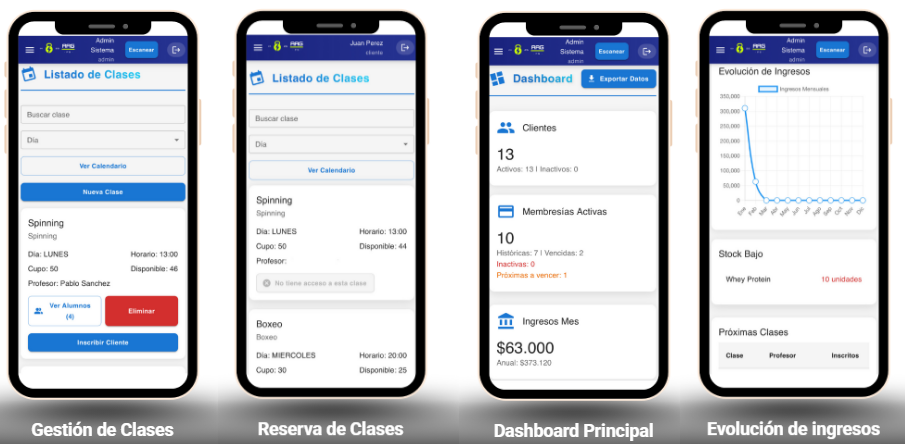 Admin
Sistema
admin
Escanear
Listado de Clases
Buscar clase
Día
Ver Calendario
Nueva Clase
Spinning
Spinning
Dia: LUNES Horario: 13:00
Cupo: 50 Disponible: 46
Profesor: Pablo Sanchez
Ver Alumnos
(4)
Eliminar
Inscribir Cliente
Gestión de Clases
Juan Perez
cliente
Listado de Clases
Buscar clase
Día
Ver Calendario
Spinning
Spinning
Dia: LUNES Horario: 13:00
Cupo: 50 Disponible: 44
Profesor:
No tiene acceso a esta clase
Boxeo
Boxeo
Dia: MIERCOLES Horario: 20:00
Cupo: 30 Disponible: 25
Reserva de Clases
Admin
Sistema
admin
Escanear
Dashboard
Exportar Datos
Clientes
13
Activos: 13 | Inactivos: 0
Membresías Activas
10
Históricas: 7 | Vencidas: 2
Inactivas: 0
Próximas a vencer: 1
Ingresos Mes
$63.000
Anual: $373.120
Dashboard Principal
Admin
Sistema
admin
Escanear
Evolución de Ingresos
Ingresos Mensuales
350,000
300,000
250,000
200,000
150,000
100,000
50,000
0
Ene Feb Mar Abr May Jun Jul Ago Sep Oct Nov Dic
Stock Bajo
Whey Protein 10 unidades
Próximas Clases
Clase Profesor Inscritos
Evolución de ingresos